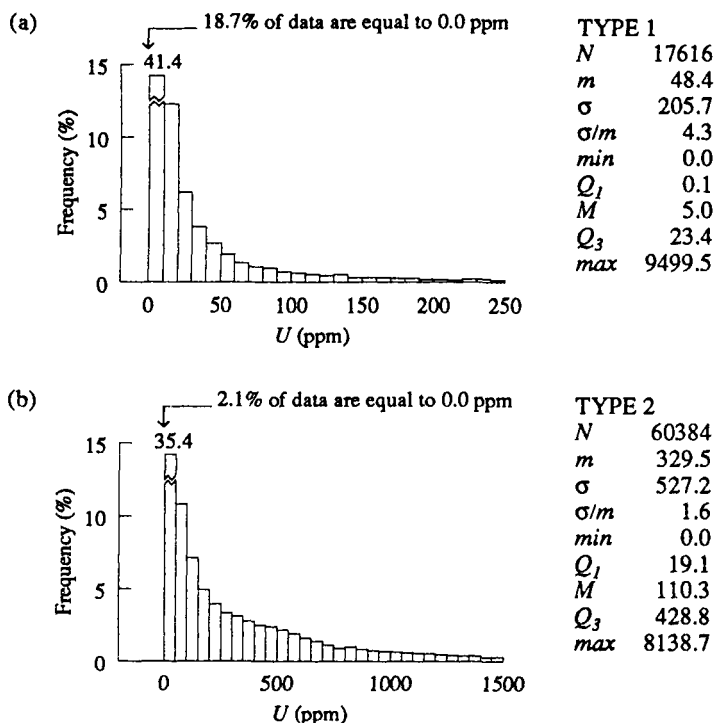 (a)
18.7% of data are equal to 0.0 ppm
41.4
15
10
5
0
Frequency (%)
0 50 100 150 200 250
U (ppm)
TYPE 1
N 17616
m 48.4
σ 205.7
σ/m 4.3
min 0.0
Q1 0.1
M 5.0
Q3 23.4
max 9499.5
(b)
2.1% of data are equal to 0.0 ppm
35.4
15
10
5
0
Frequency (%)
0 500 1000 1500
U (ppm)
TYPE 2
N 60384
m 329.5
σ 527.2
σ/m 1.6
min 0.0
Q1 19.1
M 110.3
Q3 428.8
max 8138.7